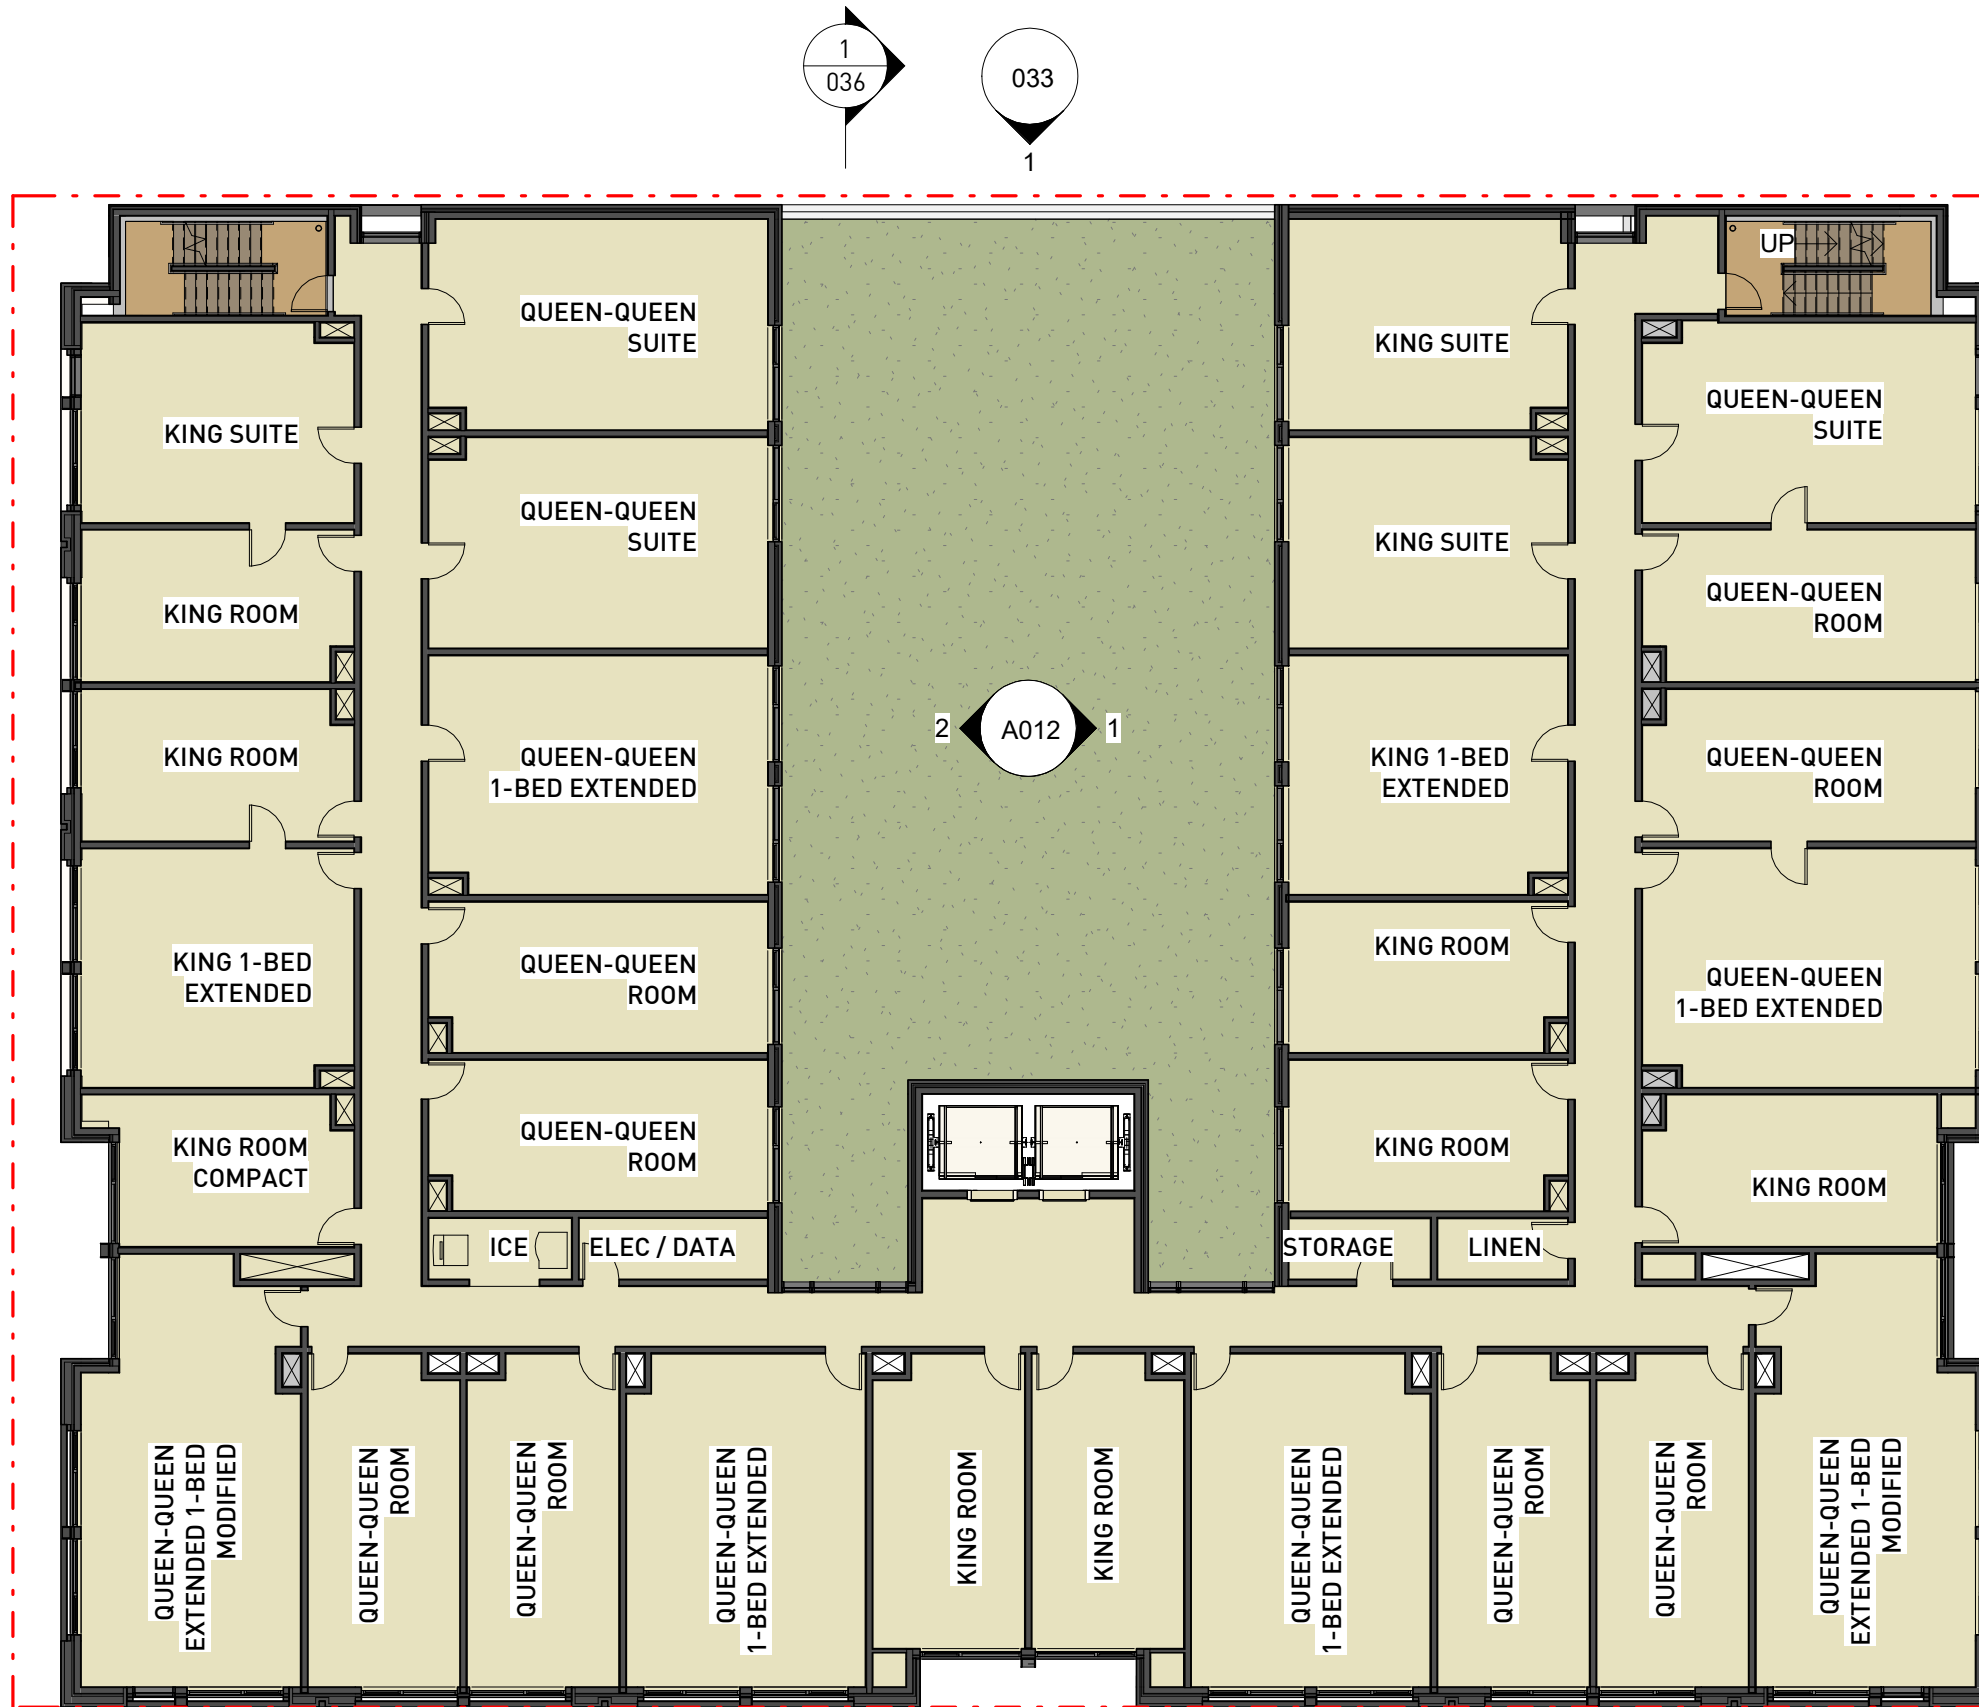 1
036
033
1
UP
QUEEN-QUEEN
SUITE
KING SUITE
QUEEN-QUEEN
SUITE
KING SUITE
QUEEN-QUEEN
SUITE
KING SUITE
KING ROOM
QUEEN-QUEEN
ROOM
KING ROOM
QUEEN-QUEEN
1-BED EXTENDED
2
A012
1
KING 1-BED
EXTENDED
QUEEN-QUEEN
ROOM
KING 1-BED
EXTENDED
QUEEN-QUEEN
ROOM
KING ROOM
QUEEN-QUEEN
1-BED EXTENDED
KING ROOM
COMPACT
QUEEN-QUEEN
ROOM
KING ROOM
KING ROOM
ICE
ELEC / DATA
STORAGE
LINEN
QUEEN-QUEEN
EXTENDED 1-BED
MODIFIED
QUEEN-QUEEN
ROOM
QUEEN-QUEEN
ROOM
QUEEN-QUEEN
1-BED EXTENDED
KING ROOM
KING ROOM
QUEEN-QUEEN
1-BED EXTENDED
QUEEN-QUEEN
ROOM
QUEEN-QUEEN
ROOM
QUEEN-QUEEN
EXTENDED 1-BED
MODIFIED